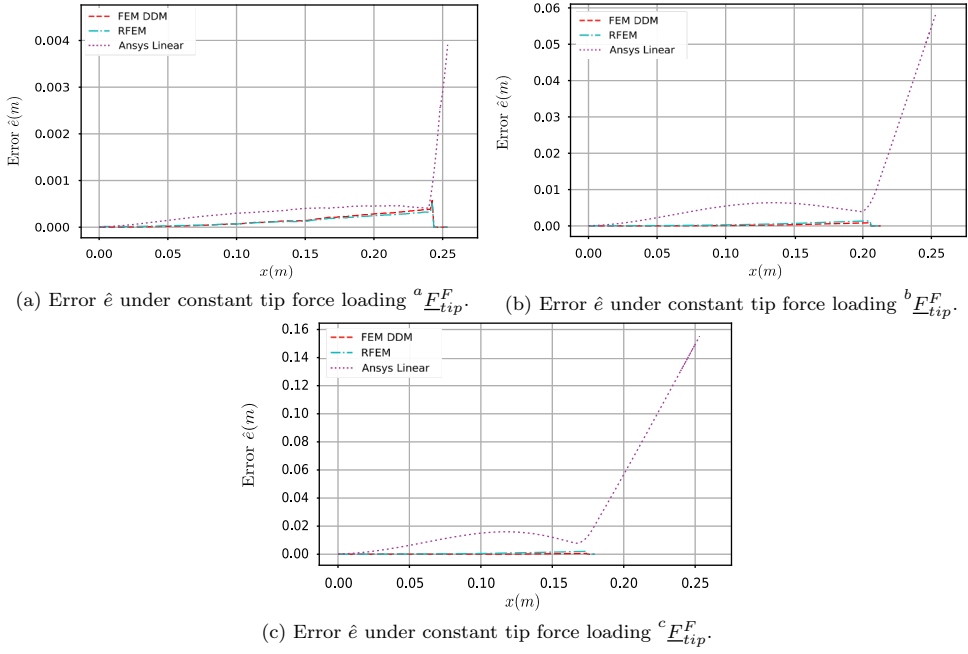 FEM DDM
RFEM
Ansys Linear
0.004
0.003
0.002
0.001
0.000
Error ê(m)
0.00 0.05 0.10 0.15 0.20 0.25
x(m)
(a) Error ê under constant tip force loading ᵃF^F_tip.
FEM DDM
RFEM
Ansys Linear
0.06
0.05
0.04
0.03
0.02
0.01
0.00
Error ê(m)
0.00 0.05 0.10 0.15 0.20 0.25
x(m)
(b) Error ê under constant tip force loading ᵇF^F_tip.
FEM DDM
RFEM
Ansys Linear
0.16
0.14
0.12
0.10
0.08
0.06
0.04
0.02
0.00
Error ê(m)
0.00 0.05 0.10 0.15 0.20 0.25
x(m)
(c) Error ê under constant tip force loading ᶜF^F_tip.